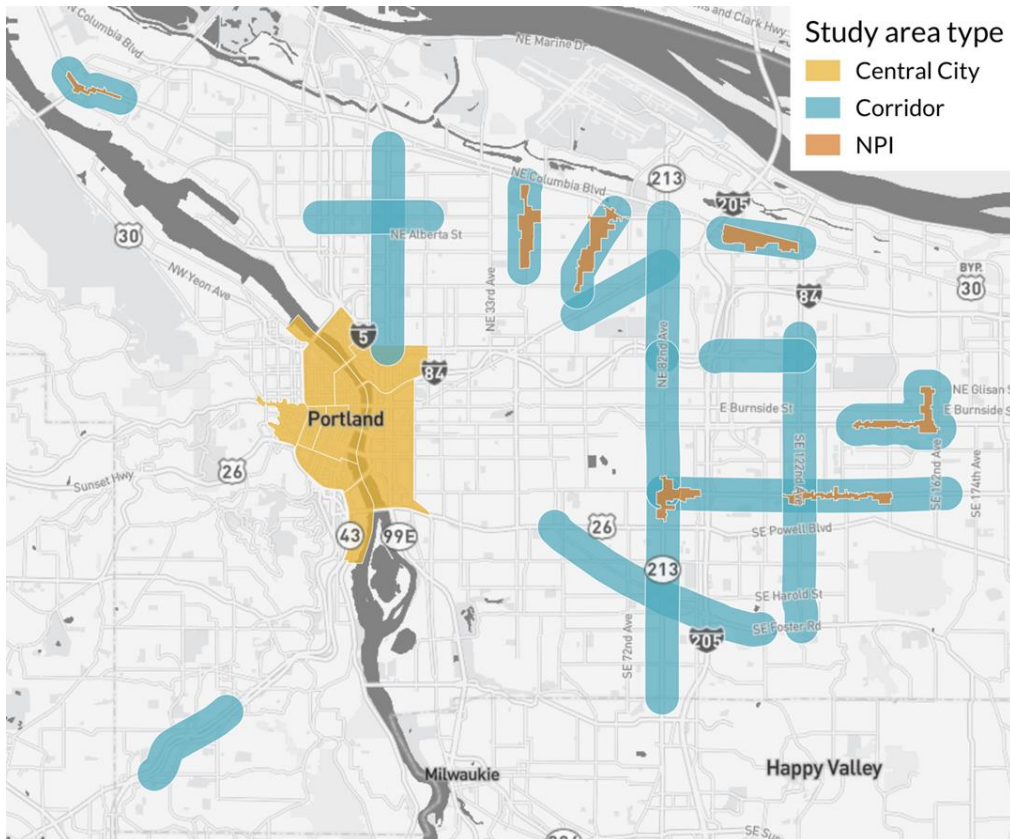 N Columbia Blvd
NE Marine Dr
and Clark Hwy
Study area type
Central City
Corridor
NPI
NE Columbia Blvd
213
205
30
NE Alberta St
NW Yeon Ave
NE 33rd Ave
BYP.
30
84
5
NE 82nd Ave
84
NE Glisan S
E Burnside St
E Burnside S
Portland
26
Sunset Hwy
SE 122nd Ave
SE 162nd Ave
SE 174th Ave
26
SE Powell Blvd
43
99E
213
SE Harold St
SE Foster Rd
205
SE 72nd Ave
Milwaukie
Happy Valley